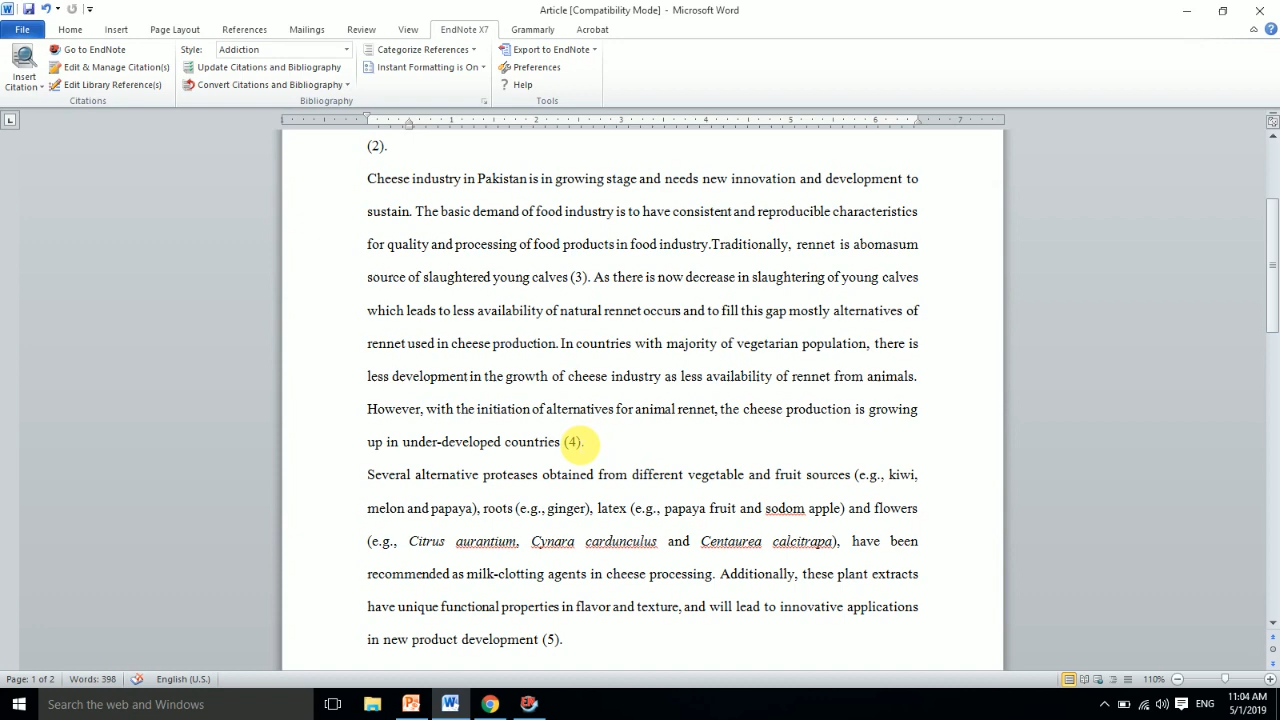 Article [Compatibility Mode] - Microsoft Word
File Home Insert Page Layout References Mailings Review View EndNote X7 Grammarly Acrobat
Insert Citation
Go to EndNote
Edit & Manage Citation(s)
Edit Library Reference(s)
Citations
Style: Addiction
Update Citations and Bibliography
Convert Citations and Bibliography
Categorize References
Instant Formatting is On
Bibliography
Export to EndNote
Preferences
Help
Tools
1 1 2 3 4 5 6 7
(2).
Cheese industry in Pakistan is in growing stage and needs new innovation and development to
sustain. The basic demand of food industry is to have consistent and reproducible characteristics
for quality and processing of food products in food industry.Traditionally, rennet is abomasum
source of slaughtered young calves (3). As there is now decrease in slaughtering of young calves
which leads to less availability of natural rennet occurs and to fill this gap mostly alternatives of
rennet used in cheese production. In countries with majority of vegetarian population, there is
less development in the growth of cheese industry as less availability of rennet from animals.
However, with the initiation of alternatives for animal rennet, the cheese production is growing
up in under-developed countries (4).
Several alternative proteases obtained from different vegetable and fruit sources (e.g., kiwi,
melon and papaya), roots (e.g., ginger), latex (e.g., papaya fruit and sodom apple) and flowers
(e.g., Citrus aurantium, Cynara cardunculus and Centaurea calcitrapa), have been
recommended as milk-clotting agents in cheese processing. Additionally, these plant extracts
have unique functional properties in flavor and texture, and will lead to innovative applications
in new product development (5).
Page: 1 of 2 Words: 398 English (U.S.) 110%
Search the web and Windows
ENG
11:04 AM
5/1/2019